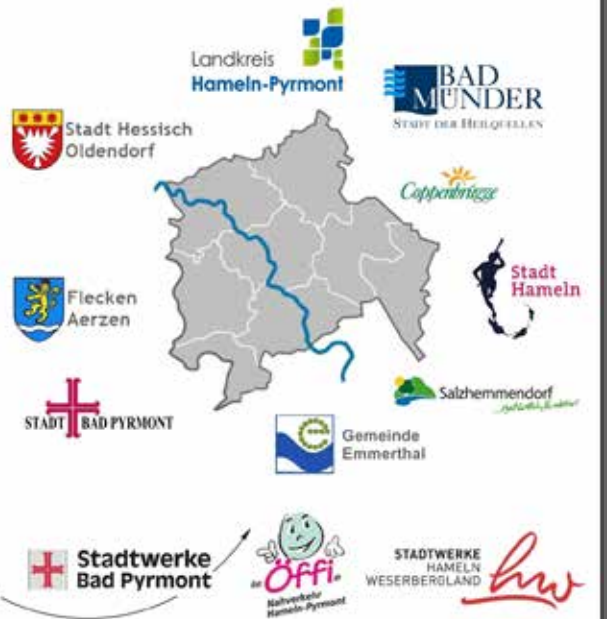 Landkreis
Hameln-Pyrmont
BAD
MÜNDER
STADT DER HEILQUELLEN
Stadt Hessisch
Oldendorf
Coppenbrügge
Stadt
Hameln
Flecken
Aerzen
Salzhemmendorf
STADT BAD PYRMONT
Gemeinde
Emmerthal
Stadtwerke
Bad Pyrmont
Öffi
Nahverkehr
Hameln-Pyrmont
STADTWERKE
HAMELN
WESERBERGLAND
hw